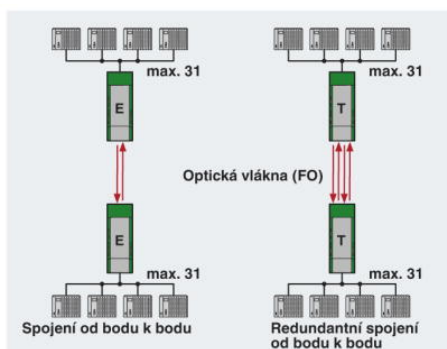 max. 31
max. 31
E
T
Optická vlákna (FO)
E
T
max. 31
max. 31
Spojení od bodu k bodu
Redundantní spojení
od bodu k bodu